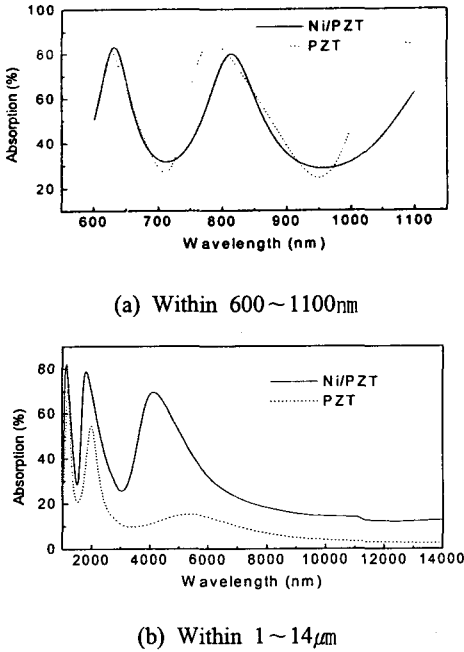 100
80
60
40
20
Absorption (%)
Ni/PZT
PZT
600 700 800 900 1000 1100
Wavelength (nm)
(a) Within 600~1100㎚
80
60
40
20
0
Absorption (%)
Ni/PZT
PZT
2000 4000 6000 8000 10000 12000 14000
Wavelength (nm)
(b) Within 1~14㎛